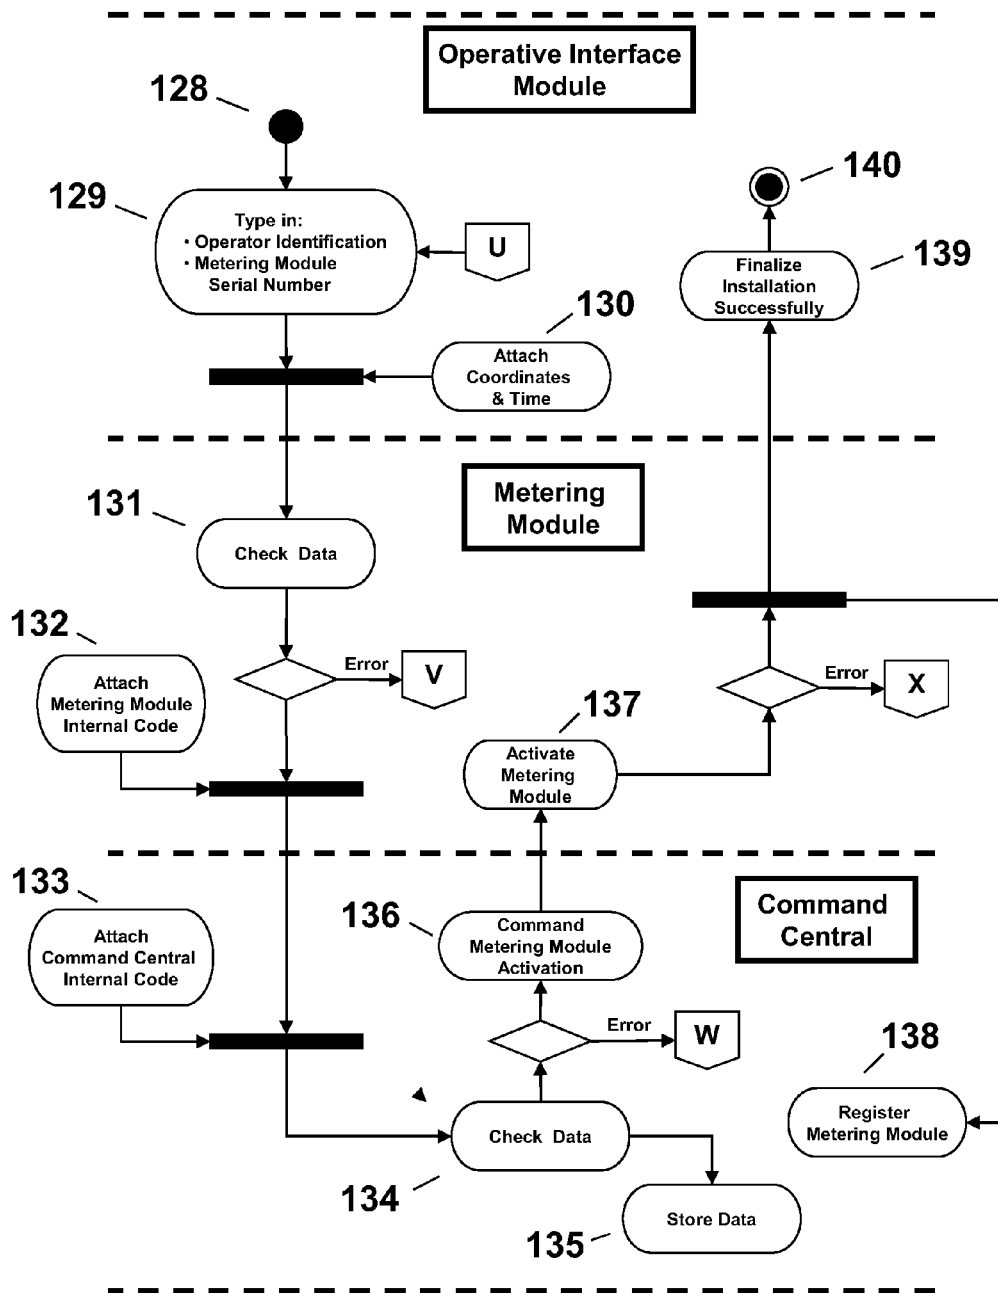 Operative Interface
Module
128
129
Type in:
• Operator Identification
• Metering Module
Serial Number
U
130
Attach
Coordinates
& Time
140
139
Finalize
Installation
Successfully
Metering
Module
131
Check Data
132
Attach
Metering Module
Internal Code
Error
V
137
Activate
Metering
Module
Error
X
Command
Central
133
Attach
Command Central
Internal Code
136
Command
Metering Module
Activation
Error
W
138
Register
Metering Module
Check Data
134
Store Data
135